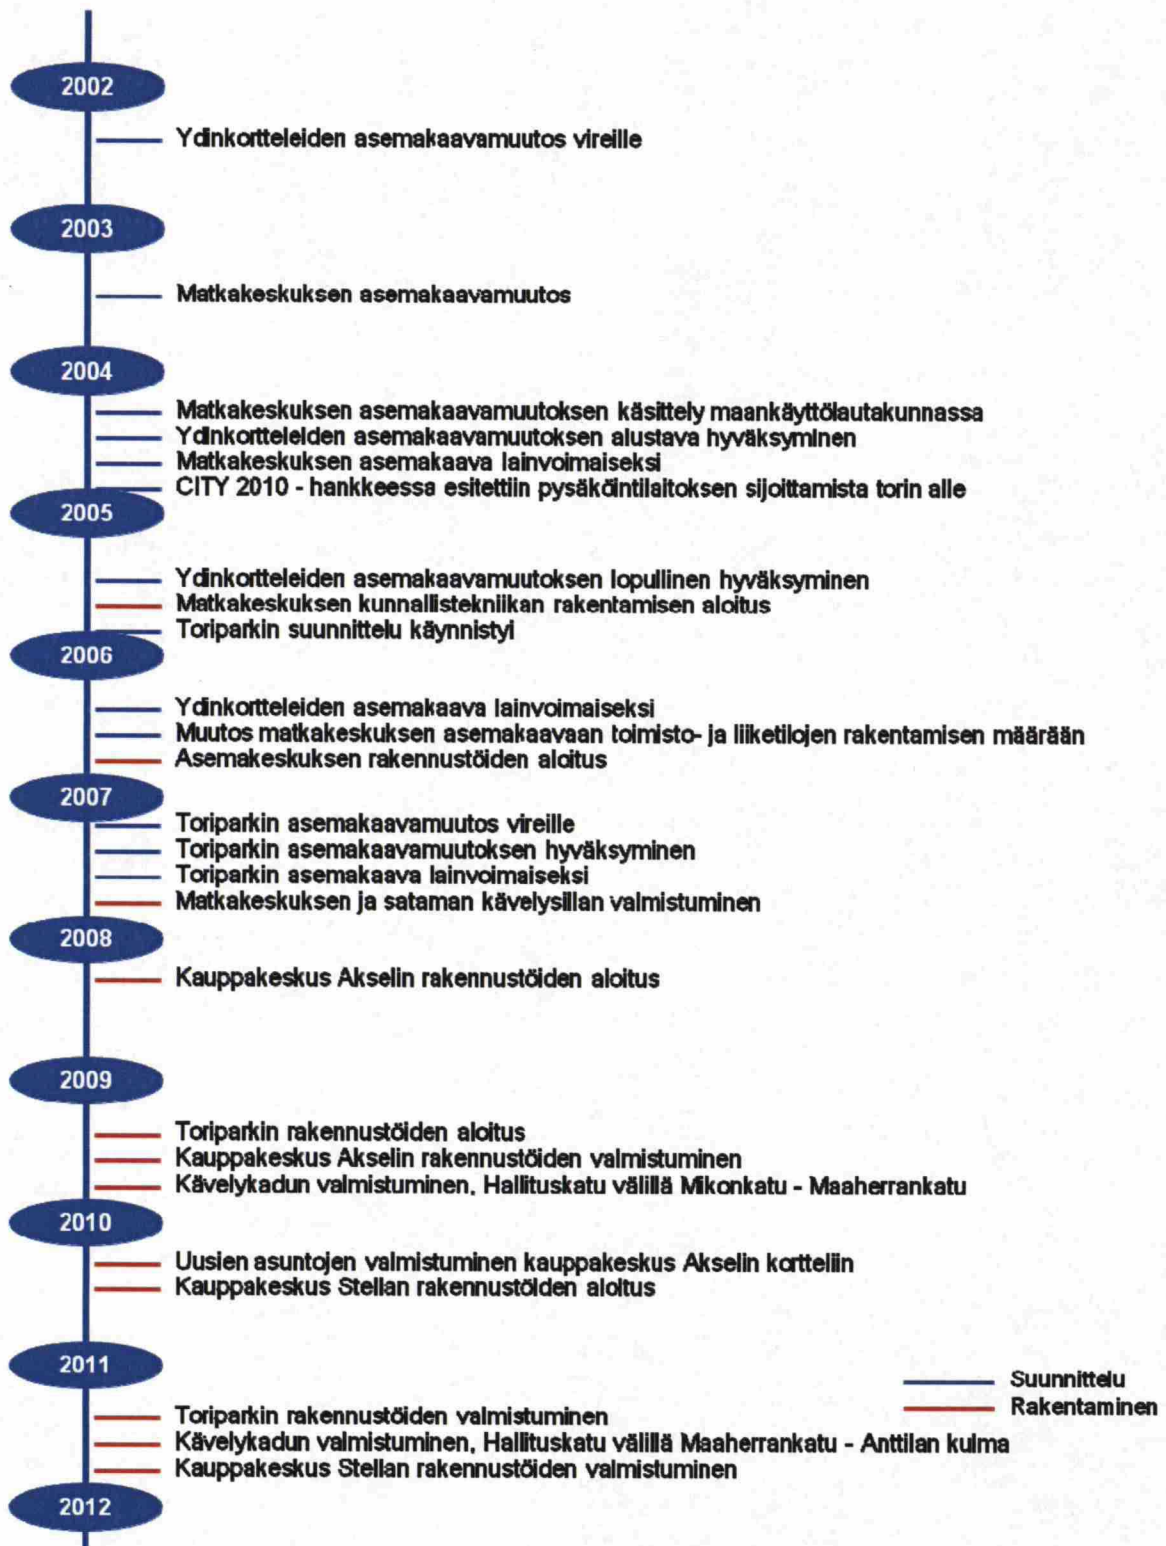 2002
Ydinkortteleiden asemakaavamuutos vireille
2003
Matkakeskuksen asemakaavamuutos
2004
Matkakeskuksen asemakaavamuutoksen käsittely maankäyttölautakunnassa
Ydinkortteleiden asemakaavamuutoksen alustava hyväksyminen
Matkakeskuksen asemakaava lainvoimaiseksi
CITY 2010 - hankkeessa esitettiin pysäköintilaitoksen sijoittamista torin alle
2005
Ydinkortteleiden asemakaavamuutoksen lopullinen hyväksyminen
Matkakeskuksen kunnallistekniikan rakentamisen aloitus
Toriparkin suunnittelu käynnistyi
2006
Ydinkortteleiden asemakaava lainvoimaiseksi
Muutos matkakeskuksen asemakaavaan toimisto- ja liiketilojen rakentamisen määrään
Asemakeskuksen rakennustöiden aloitus
2007
Toriparkin asemakaavamuutos vireille
Toriparkin asemakaavamuutoksen hyväksyminen
Toriparkin asemakaava lainvoimaiseksi
Matkakeskuksen ja sataman kävelysillan valmistuminen
2008
Kauppakeskus Akselin rakennustöiden aloitus
2009
Toriparkin rakennustöiden aloitus
Kauppakeskus Akselin rakennustöiden valmistuminen
Kävelykadun valmistuminen, Hallituskatu välillä Mikonkatu - Maaherrankatu
2010
Uusien asuntojen valmistuminen kauppakeskus Akselin kortteliin
Kauppakeskus Stellan rakennustöiden aloitus
2011
Suunnittelu
Rakentaminen
Toriparkin rakennustöiden valmistuminen
Kävelykadun valmistuminen, Hallituskatu välillä Maaherrankatu - Anttilan kulma
Kauppakeskus Stellan rakennustöiden valmistuminen
2012